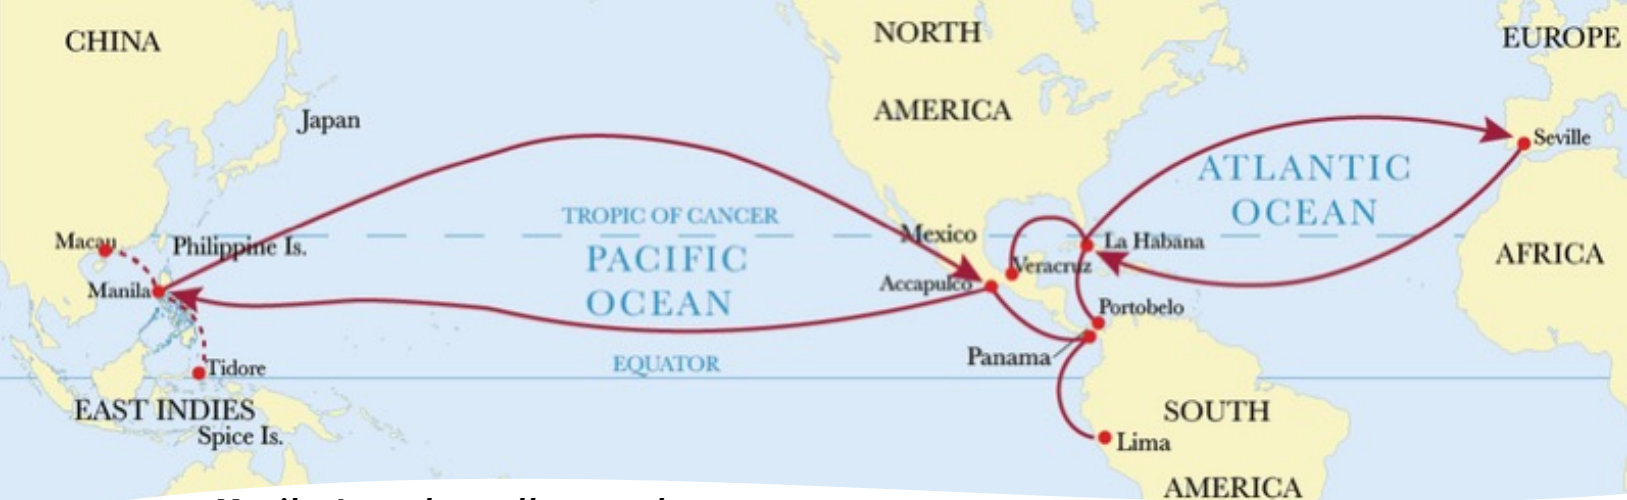 CHINA
Japan
Macau
Philippine Is.
Manila
Tidore
EAST INDIES
Spice Is.
TROPIC OF CANCER
PACIFIC
OCEAN
EQUATOR
NORTH
AMERICA
Mexico
Accapulco
Veracruz
La Habana
Portobelo
Panama
Lima
SOUTH
AMERICA
ATLANTIC
OCEAN
EUROPE
Seville
AFRICA